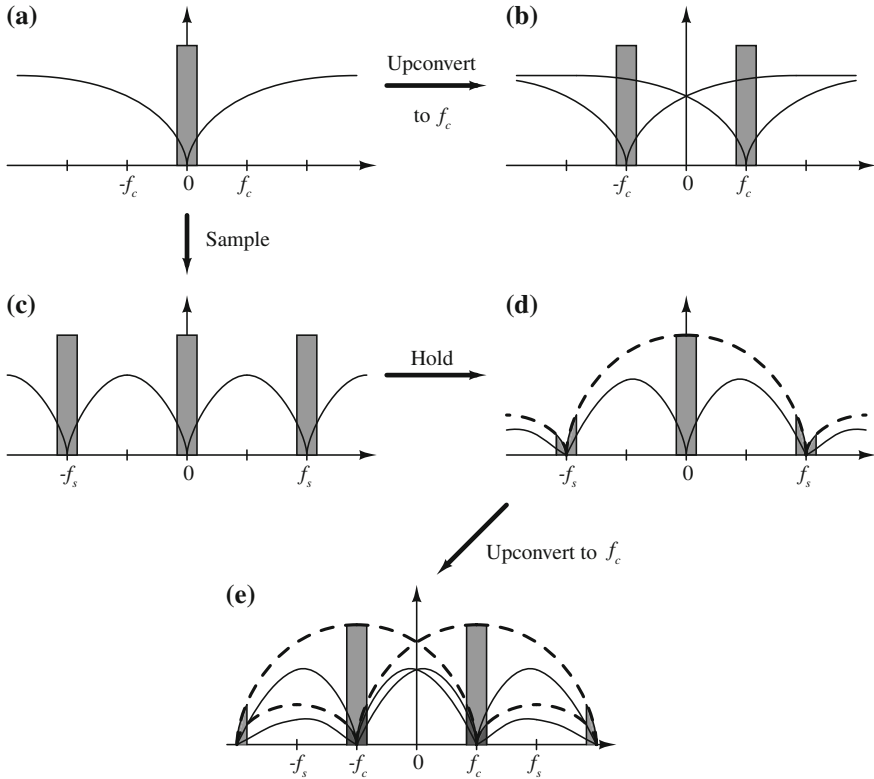 (a)
Upconvert
to f_c
-f_c 0 f_c
(b)
-f_c 0 f_c
Sample
(c)
-f_s 0 f_s
Hold
(d)
-f_s 0 f_s
Upconvert to f_c
(e)
-f_s -f_c 0 f_c f_s